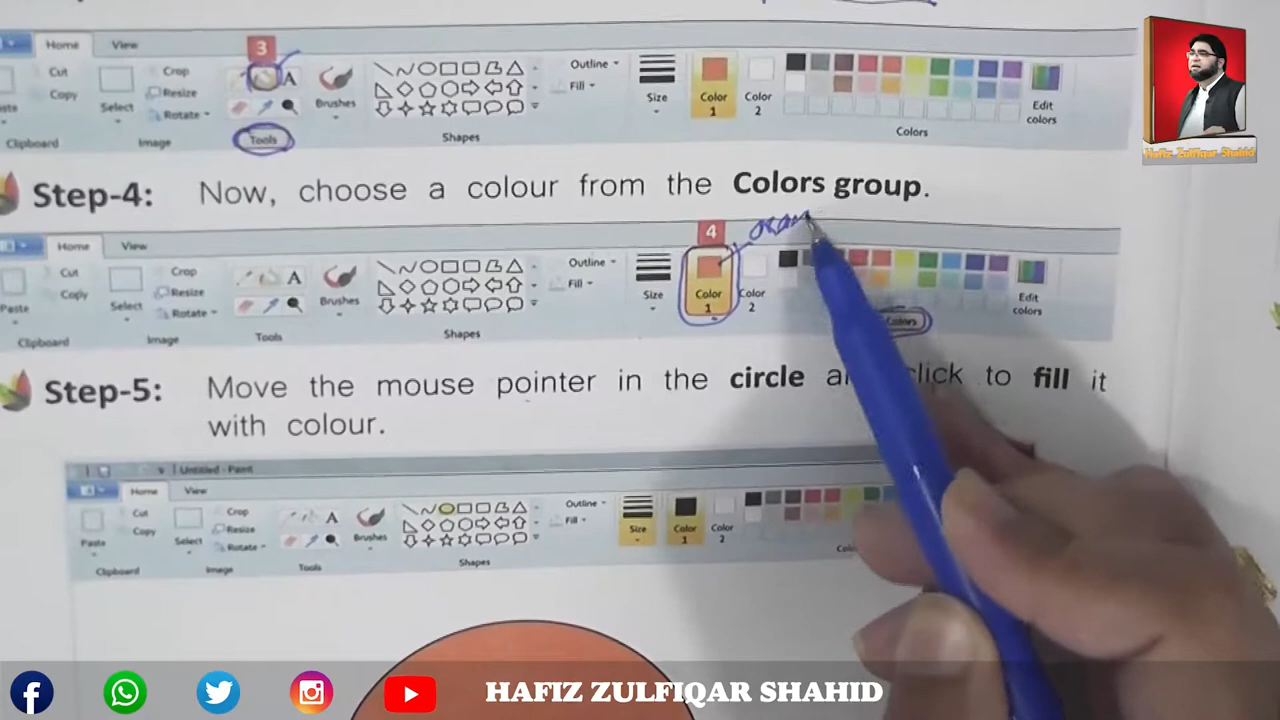 Home View 3
Cut Crop A Outline
Copy Select Resize Brushes Fill Size Color 1 Color 2 Edit colors
Rotate
Clipboard Image Tools Shapes Colors
Hafiz Zulfiqar Shahid
Step-4: Now, choose a colour from the Colors group.
4
Home View
Cut Crop A Outline
Paste Copy Select Resize Brushes Fill Size Color 1 Color 2 Edit colors
Rotate
Clipboard Image Tools Shapes Colors
Step-5: Move the mouse pointer in the circle click to fill it
with colour.
Untitled - Paint
Home View
Cut Crop A Outline
Paste Copy Select Resize Brushes Fill Size Color 1 Color 2
Rotate
Clipboard Image Tools Shapes
HAFIZ ZULFIQAR SHAHID